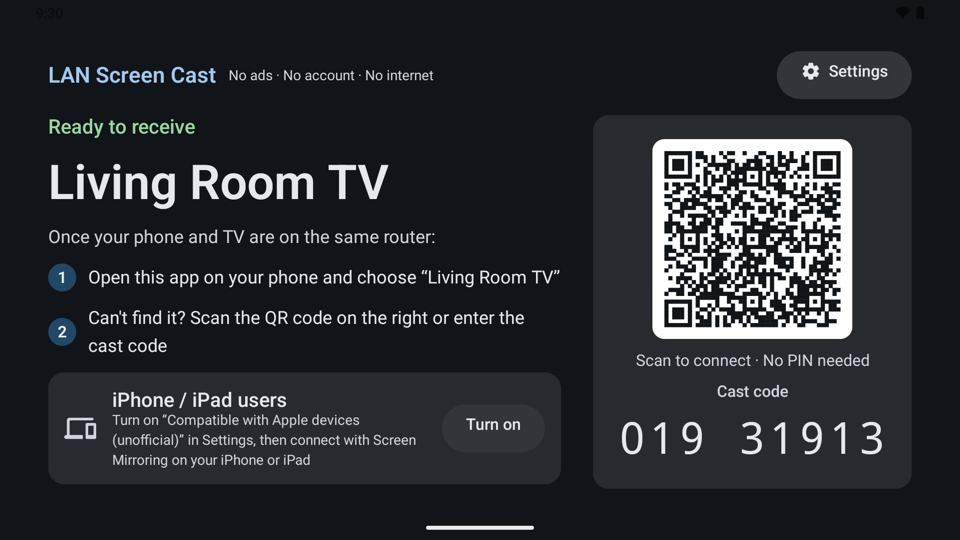 9:30
LAN Screen Cast
No ads · No account · No internet
Settings
Ready to receive
Living Room TV
Once your phone and TV are on the same router:
1 Open this app on your phone and choose “Living Room TV”
2 Can't find it? Scan the QR code on the right or enter the
cast code
iPhone / iPad users
Turn on “Compatible with Apple devices
(unofficial)” in Settings, then connect with Screen
Mirroring on your iPhone or iPad
Turn on
Scan to connect · No PIN needed
Cast code
019 31913